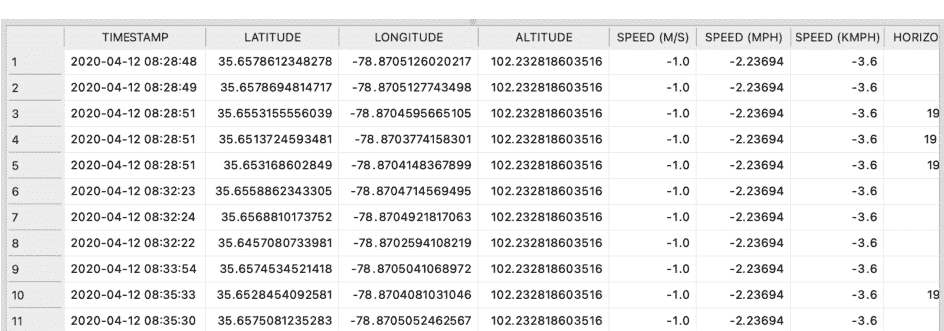 TIMESTAMP LATITUDE LONGITUDE ALTITUDE SPEED (M/S) SPEED (MPH) SPEED (KMPH) HORIZO
1 2020-04-12 08:28:48 35.6578612348278 -78.8705126020217 102.232818603516 -1.0 -2.23694 -3.6
2 2020-04-12 08:28:49 35.6578694814717 -78.8705127743498 102.232818603516 -1.0 -2.23694 -3.6
3 2020-04-12 08:28:51 35.6553155556039 -78.8704595665105 102.232818603516 -1.0 -2.23694 -3.6 19
4 2020-04-12 08:28:51 35.6513724593481 -78.8703774158301 102.232818603516 -1.0 -2.23694 -3.6 19
5 2020-04-12 08:28:51 35.653168602849 -78.8704148367899 102.232818603516 -1.0 -2.23694 -3.6 19
6 2020-04-12 08:32:23 35.6558862343305 -78.8704714569495 102.232818603516 -1.0 -2.23694 -3.6
7 2020-04-12 08:32:24 35.6568810173752 -78.8704921817063 102.232818603516 -1.0 -2.23694 -3.6
8 2020-04-12 08:32:22 35.6457080733981 -78.8702594108219 102.232818603516 -1.0 -2.23694 -3.6
9 2020-04-12 08:33:54 35.6574534521418 -78.8705041068972 102.232818603516 -1.0 -2.23694 -3.6
10 2020-04-12 08:35:33 35.6528454092581 -78.8704081031046 102.232818603516 -1.0 -2.23694 -3.6 19
11 2020-04-12 08:35:30 35.6575081235283 -78.8705052462567 102.232818603516 -1.0 -2.23694 -3.6